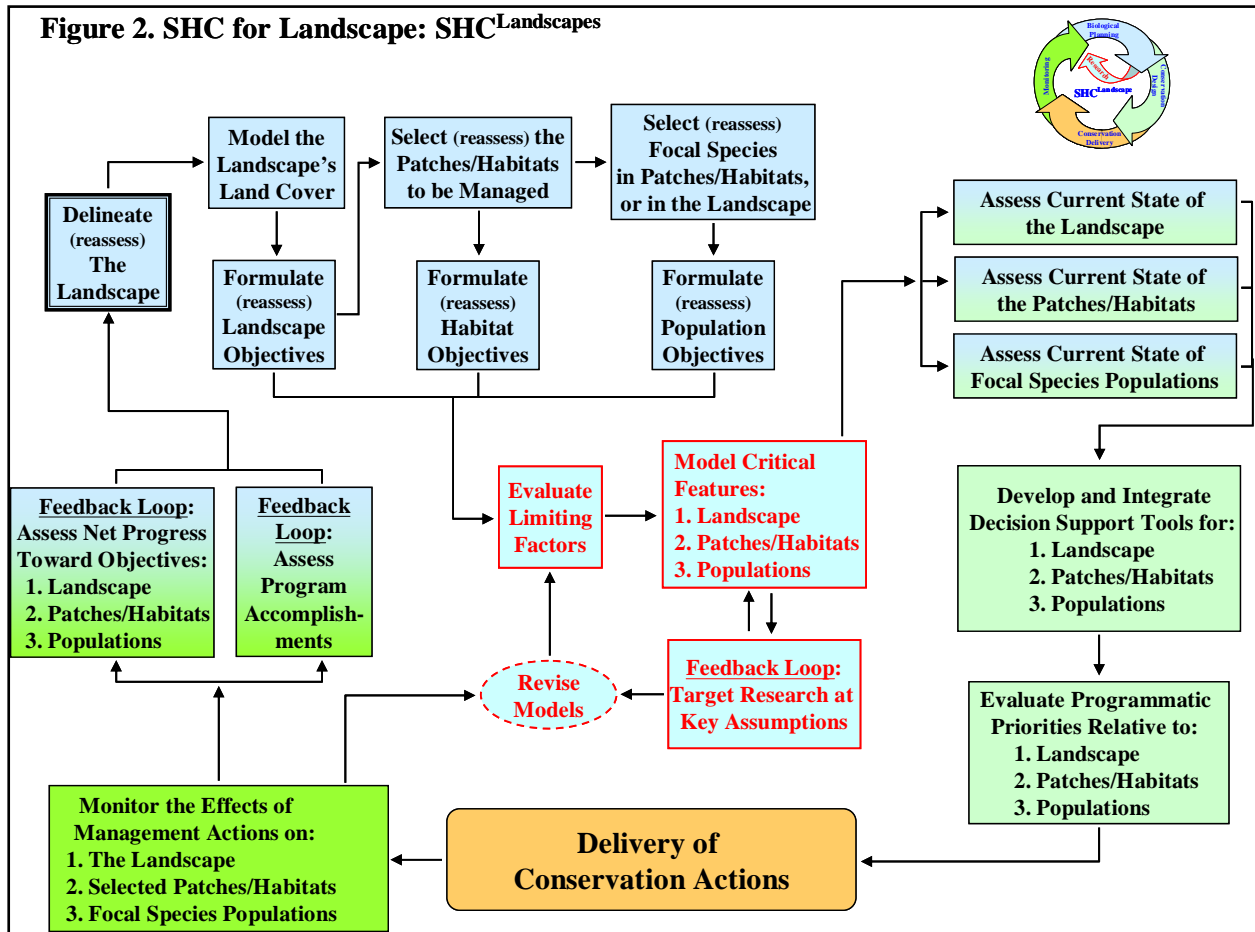 Figure 2. SHC for Landscape: SHC^Landscapes
Biological
Planning
Conservation
Design
Conservation
Delivery
Monitoring
Research
SHC^Landscape
Delineate
(reassess)
The
Landscape
Model the
Landscape's
Land Cover
Select (reassess) the
Patches/Habitats
to be Managed
Select (reassess)
Focal Species
in Patches/Habitats,
or in the Landscape
Formulate
(reassess)
Landscape
Objectives
Formulate
(reassess)
Habitat
Objectives
Formulate
(reassess)
Population
Objectives
Assess Current State of
the Landscape
Assess Current State of
the Patches/Habitats
Assess Current State of
Focal Species Populations
Feedback Loop:
Assess Net Progress
Toward Objectives:
1. Landscape
2. Patches/Habitats
3. Populations
Feedback
Loop:
Assess
Program
Accomplish-
ments
Evaluate
Limiting
Factors
Model Critical
Features:
1. Landscape
2. Patches/Habitats
3. Populations
Develop and Integrate
Decision Support Tools for:
1. Landscape
2. Patches/Habitats
3. Populations
Revise
Models
Feedback Loop:
Target Research at
Key Assumptions
Evaluate Programmatic
Priorities Relative to:
1. Landscape
2. Patches/Habitats
3. Populations
Monitor the Effects of
Management Actions on:
1. The Landscape
2. Selected Patches/Habitats
3. Focal Species Populations
Delivery of
Conservation Actions